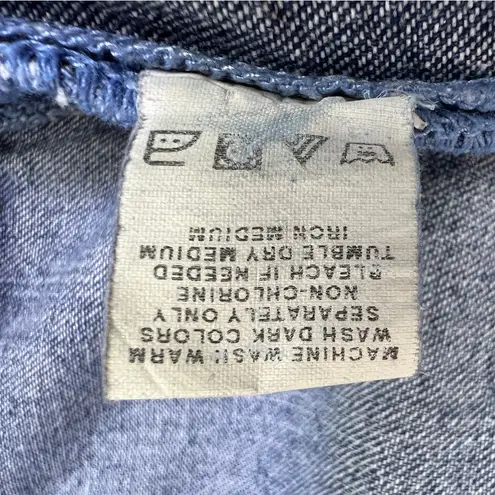 MACHINE WASH WARM
WASH DARK COLORS
SEPARATELY ONLY
NON-CHLORINE
BLEACH IF NEEDED
TUMBLE DRY MEDIUM
IRON MEDIUM